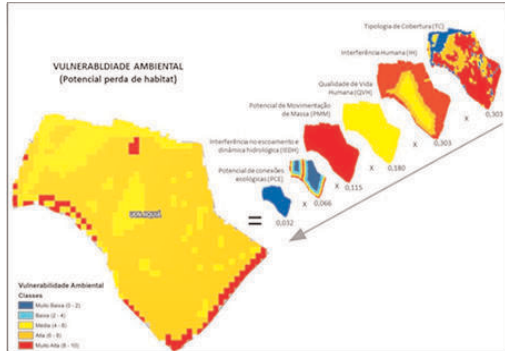 VULNERABLDIADE AMBIENTAL
(Potencial perda de habitat)
Tipologia de Cobertura (TC)
Interferência Humana (IH)
Qualidade de Vida
Humana (QVH)
Potencial de Movimentação
de Massa (PMM)
Interferência no escoamento e
dinâmica hidrológica (IEDH)
Potencial de conexões
ecológicas (PCE)
0,303
X
0,303
X
0,180
X
0,115
X
0,066
X
0,032
=
Vulnerabilidade Ambiental
Classes
Muito Baixa (0 - 2)
Baixa (2 - 4)
Média (4 - 6)
Alta (6 - 8)
Muito Alta (8 - 10)